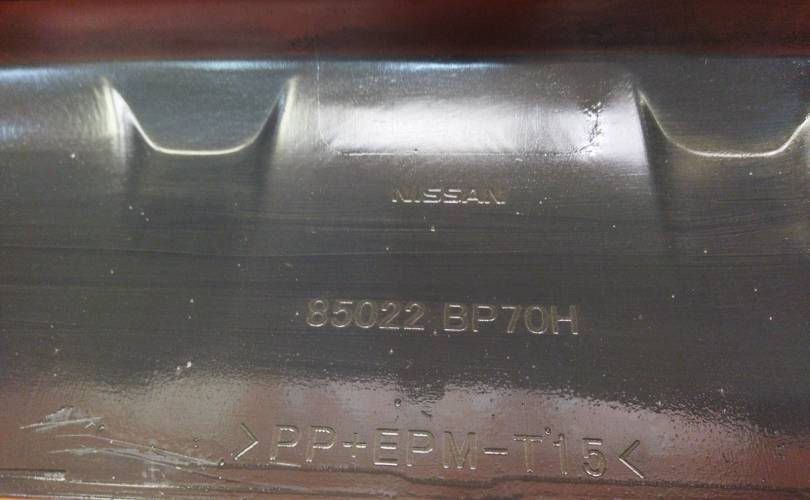 NISSAN
85022 BP70H
>PP+EPM-T15<